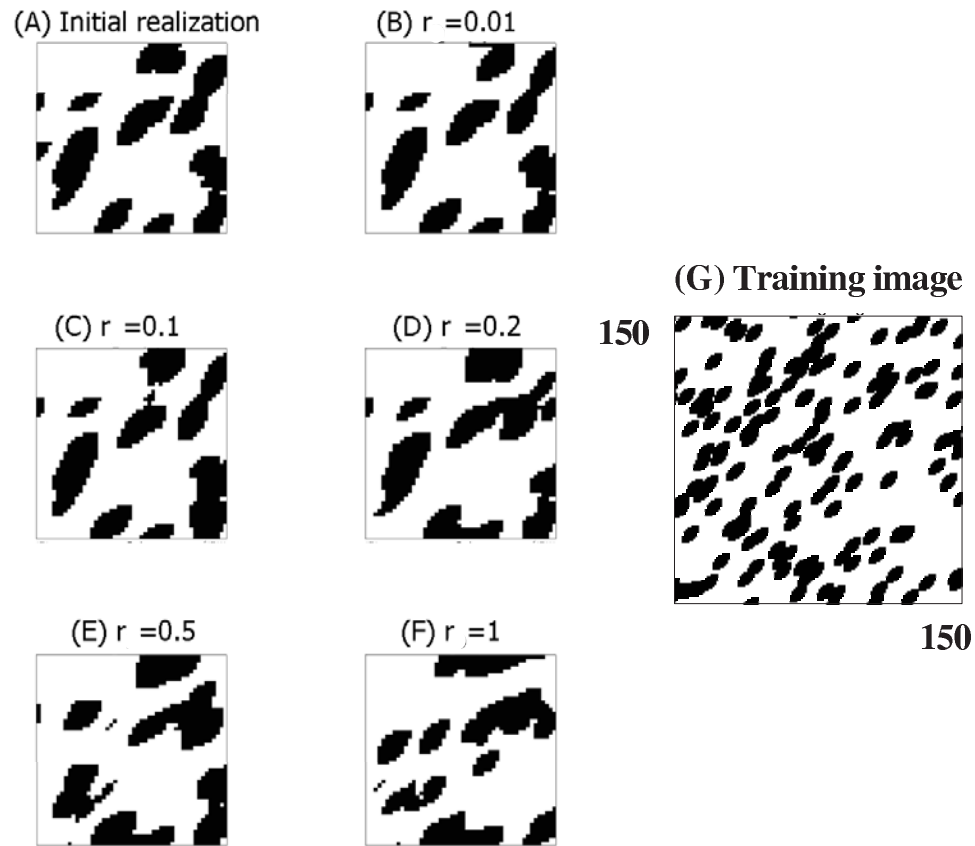 (A) Initial realization
(B) r =0.01
(C) r =0.1
(D) r =0.2
(G) Training image
150
150
(E) r =0.5
(F) r =1